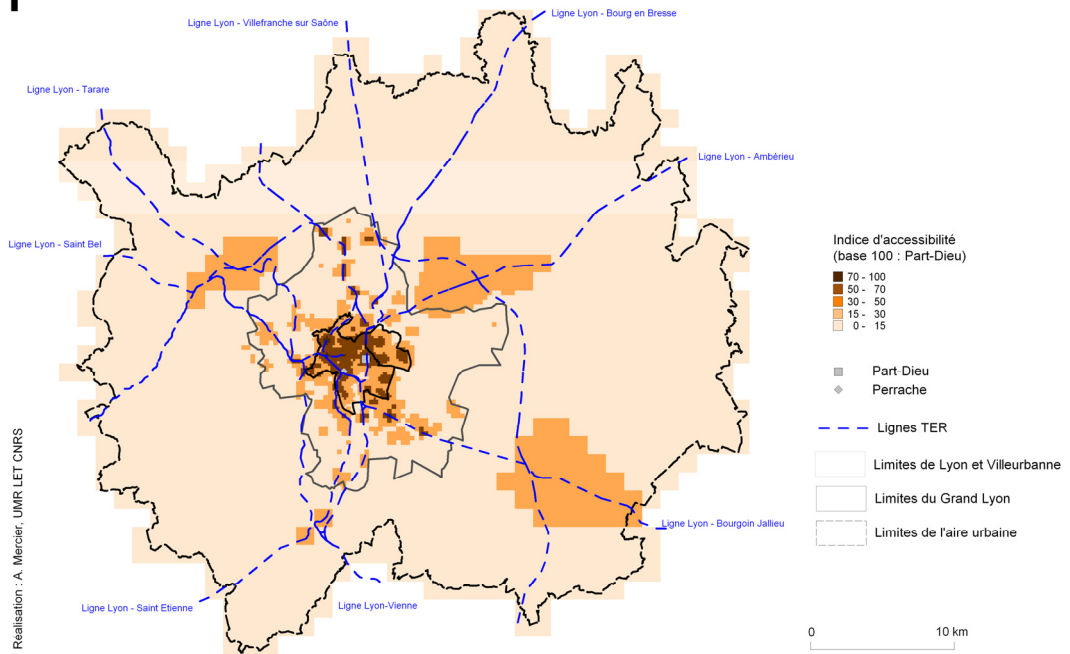 Ligne Lyon - Villefranche sur Saône
Ligne Lyon - Bourg en Bresse
Ligne Lyon - Tarare
Ligne Lyon - Ambérieu
Ligne Lyon - Saint Bel
Ligne Lyon - Bourgoin Jallieu
Ligne Lyon - Saint Etienne
Ligne Lyon-Vienne
Indice d'accessibilité
(base 100 : Part-Dieu)
70 - 100
50 - 70
30 - 50
15 - 30
0 - 15
Part-Dieu
Perrache
Lignes TER
Limites de Lyon et Villeurbanne
Limites du Grand Lyon
Limites de l'aire urbaine
0 10 km
Réalisation : A. Mercier, UMR LET CNRS